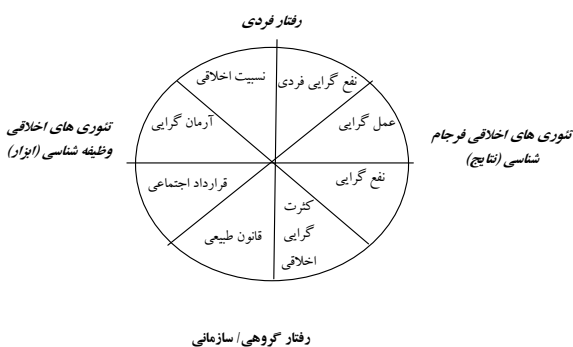 رفتار فردی
نفع گرایی فردی
نسبیت اخلاقی
عمل گرایی
آرمان گرایی
تئوری های اخلاقی فرجام
شناسی (نتایج)
تئوری های اخلاقی
وظیفه شناسی (ابزار)
نفع گرایی
قرارداد اجتماعی
کثرت
گرایی
اخلاقی
قانون طبیعی
رفتار گروهی/ سازمانی